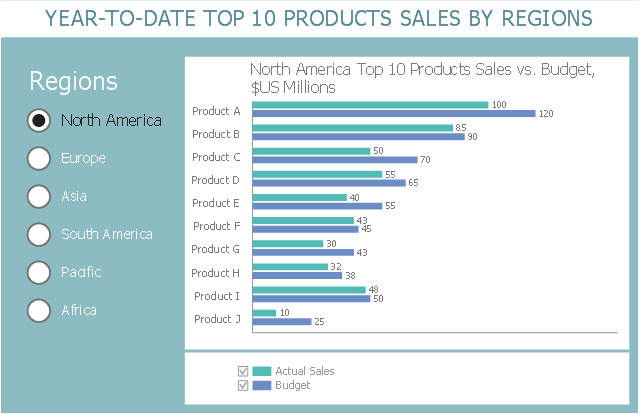 YEAR-TO-DATE TOP 10 PRODUCTS SALES BY REGIONS
Regions
North America
Europe
Asia
South America
Pacific
Africa
North America Top 10 Products Sales vs. Budget,
$US Millions
Product A 100 120
Product B 85 90
Product C 50 70
Product D 55 65
Product E 40 55
Product F 43 45
Product G 30 43
Product H 32 38
Product I 48 50
Product J 10 25
Actual Sales
Budget